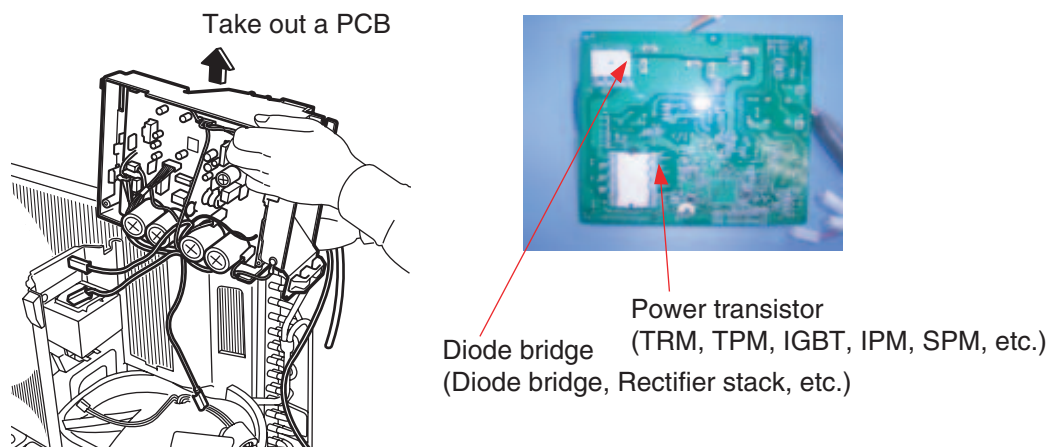 Take out a PCB
Power transistor
(TRM, TPM, IGBT, IPM, SPM, etc.)
Diode bridge
(Diode bridge, Rectifier stack, etc.)